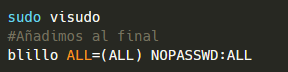 sudo visudo
#Añadimos al final
blillo ALL=(ALL) NOPASSWD:ALL